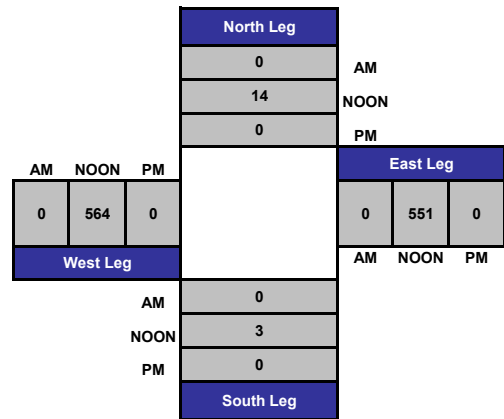 North Leg
0 AM
14 NOON
0 PM
AM NOON PM East Leg
0 564 0 0 551 0
West Leg AM NOON PM
AM 0
NOON 3
PM 0
South Leg